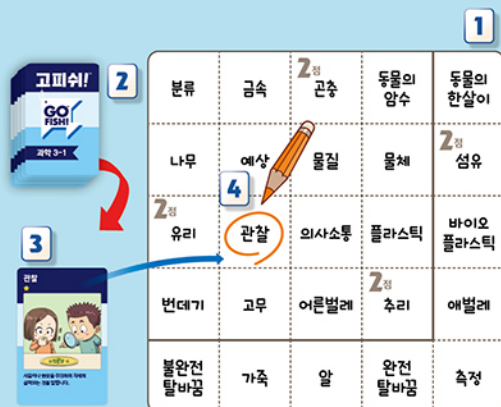 1
고피쉬!
GO
FISH!
과학 3-1
2
분류 금속 2점 곤충 동물의 암수 동물의 한살이
나무 예상 물질 물체 2점 섬유
4
2점 유리 관찰 의사소통 플라스틱 바이오 플라스틱
3
관찰
번데기 고무 어른벌레 2점 추리 애벌레
불완전 탈바꿈 가죽 알 완전 탈바꿈 측정